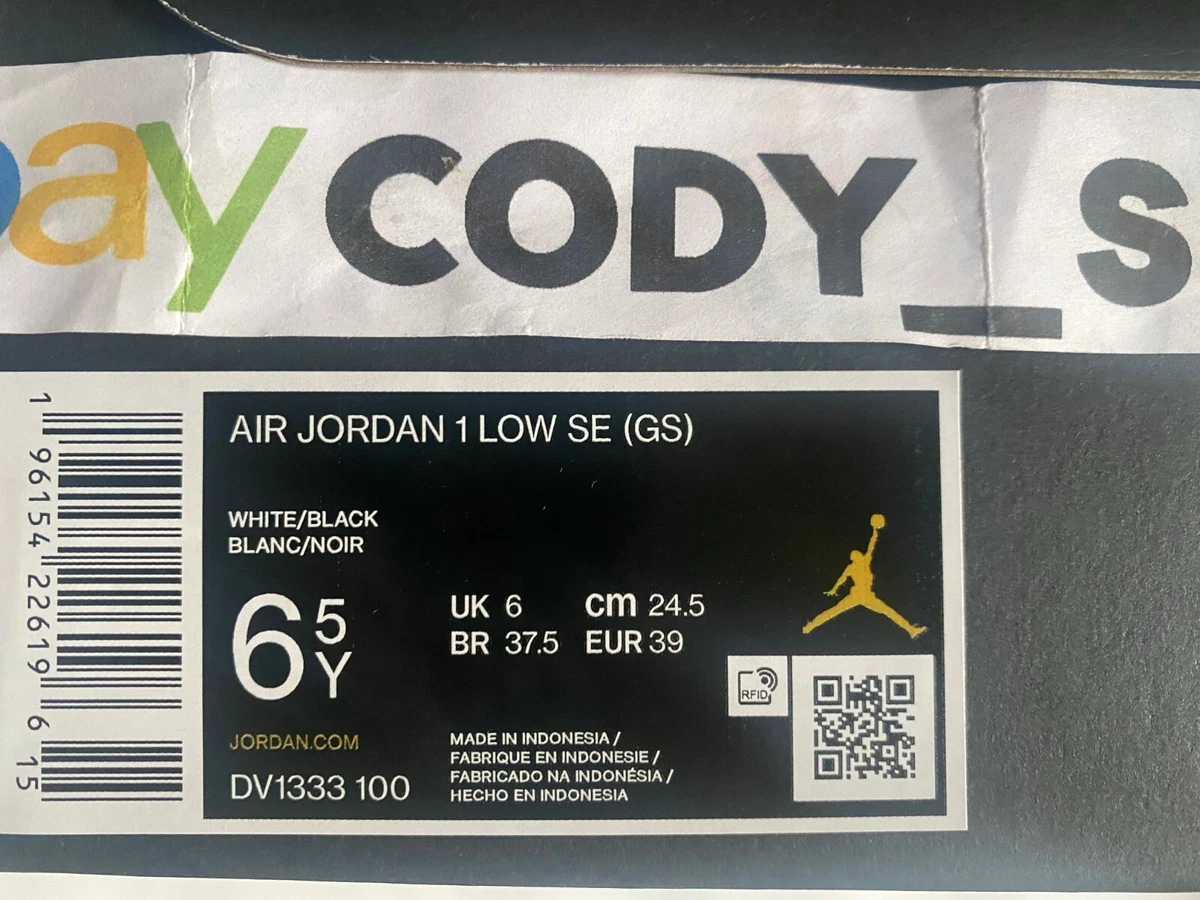 ay CODY_S
AIR JORDAN 1 LOW SE (GS)
WHITE/BLACK
BLANC/NOIR
6 5 Y
UK 6 cm 24.5
BR 37.5 EUR 39
RFID
JORDAN.COM
DV1333 100
MADE IN INDONESIA /
FABRIQUE EN INDONESIE /
FABRICADO NA INDONÉSIA /
HECHO EN INDONESIA
1 96154 22619 6 15